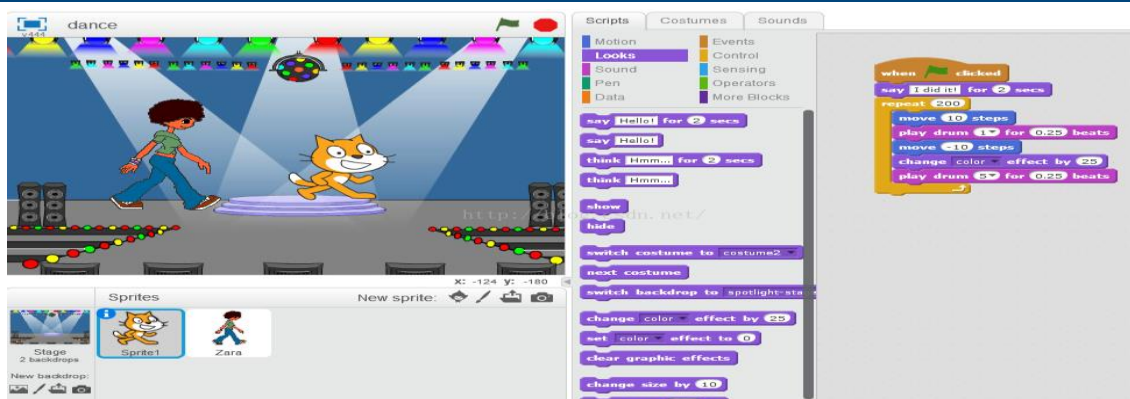 dance
v444
X: -124 y: -180
Sprites
New sprite:
Stage
2 backdrops
New backdrop:
Sprite1
Zara
Scripts
Costumes
Sounds
Motion
Looks
Sound
Pen
Data
Events
Control
Sensing
Operators
More Blocks
say Hello! for 2 secs
say Hello!
think Hmm... for 2 secs
think Hmm...
show
hide
switch costume to costume2
next costume
switch backdrop to spotlight-sta
change color effect by 25
set color effect to 0
clear graphic effects
change size by 10
when clicked
say I did it! for 2 secs
repeat 200
move 10 steps
play drum 1 for 0.25 beats
move -10 steps
change color effect by 25
play drum 5 for 0.25 beats